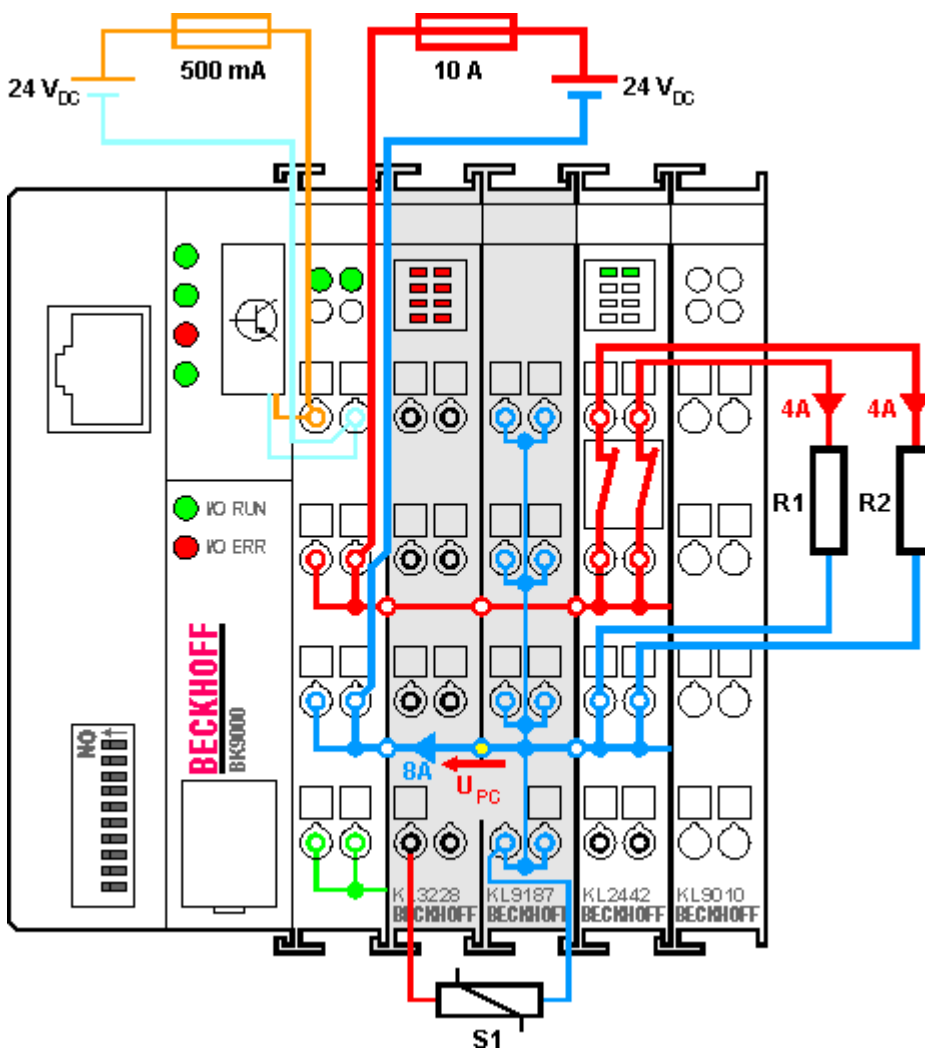 500 mA
10 A
24 VDC
24 VDC
4A
4A
R1
R2
I/O RUN
I/O ERR
BECKHOFF
BK9000
ON
8A
U PC
KL3228
KL9187
KL2442
KL9010
BECKHOFF
BECKHOFF
BECKHOFF
BECKHOFF
S1